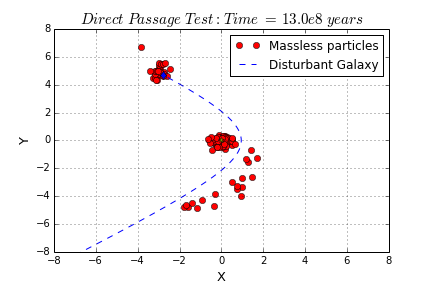 Direct Passage Test : Time = 13.0e8 years
Massless particles
Disturbant Galaxy
8
6
4
2
0
−2
−4
−6
−8
Y
−8 −6 −4 −2 0 2 4 6 8
X